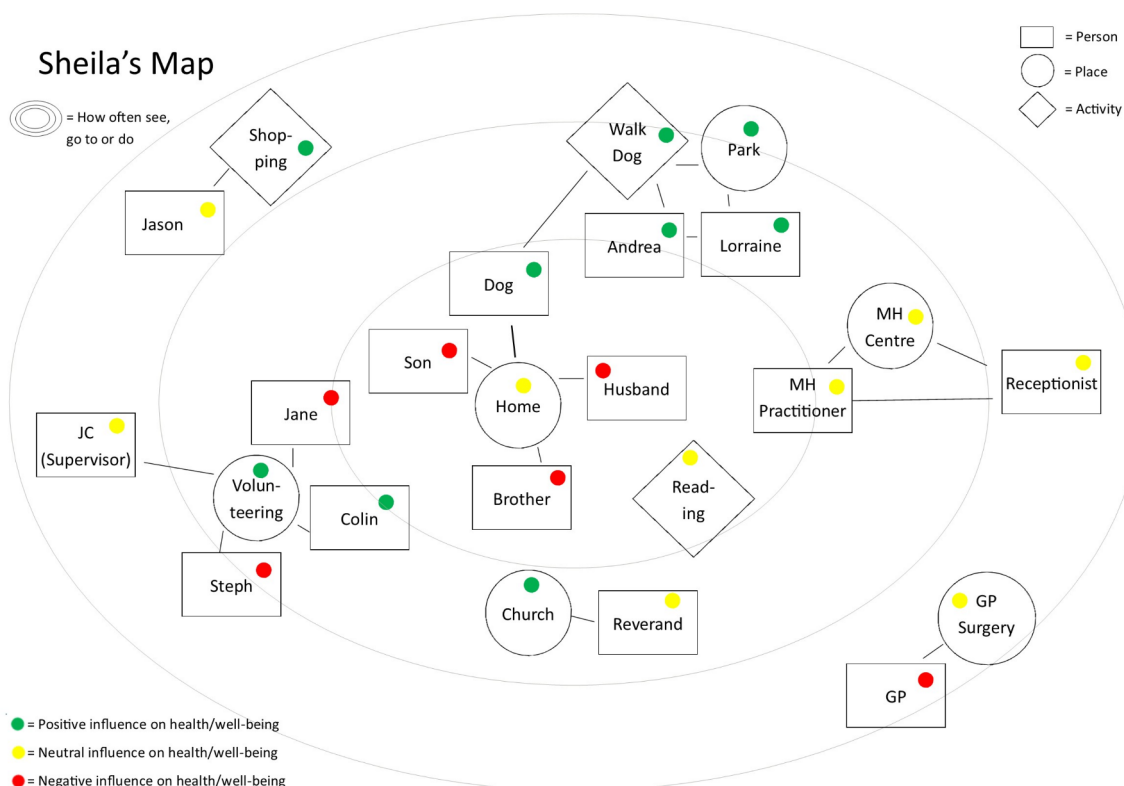 Sheila's Map
= How often see,
go to or do
= Person
= Place
= Activity
Shop-
ping
Jason
Walk
Dog
Park
Andrea
Lorraine
Dog
Son
Home
Husband
Brother
Read-
ing
MH
Centre
MH
Practitioner
Receptionist
Jane
JC
(Supervisor)
Volun-
teering
Colin
Steph
Church
Reverand
GP
Surgery
GP
= Positive influence on health/well-being
= Neutral influence on health/well-being
= Negative influence on health/well-being